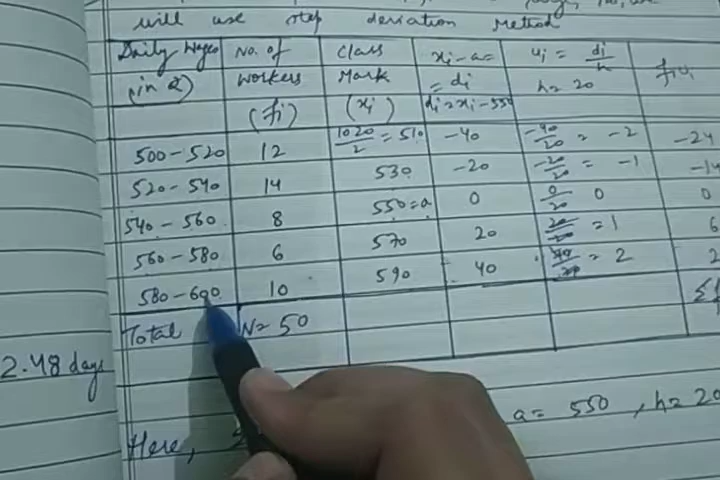 will use step deviation Method
Daily Wages No. of Class xi - a = ui = di/h fiui
(in ₹) workers Mark = di h = 20
(fi) (xi) di = xi - 550
500 - 520 12 1020/2 = 510 -40 -40/20 = -2 -24
520 - 540 14 530 -20 -20/20 = -1 -14
540 - 560 8 550 = a 0 0/20 0 0
560 - 580 6 570 20 20/20 = 1 6
580 - 600 10 590 40 40/20 = 2 2
Total N = 50
2.48 days
a = 550 , h = 20
Here,